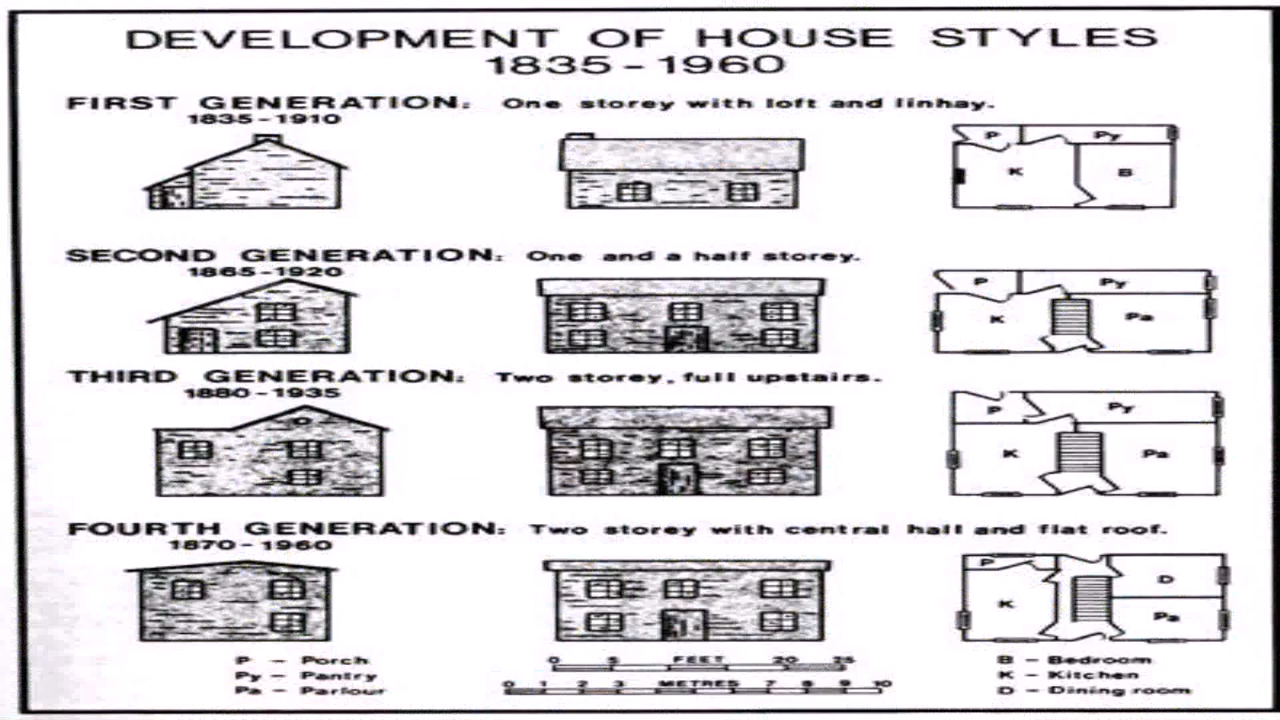 DEVELOPMENT OF HOUSE STYLES
1835-1960
FIRST GENERATION: One storey with loft and linhay.
1835-1910
P Py
K B
SECOND GENERATION: One and a half storey.
1865-1920
P Py
K Pa
THIRD GENERATION: Two storey, full upstairs.
1880-1935
P Py
K Pa
FOURTH GENERATION: Two storey with central hall and flat roof.
1870-1960
P
D
K
Pa
P - Porch
Py - Pantry
Pa - Parlour
0 5 FEET 20 25
0 1 2 3 METRES 7 8 9 10
B - Bedroom
K - Kitchen
D - Dining room